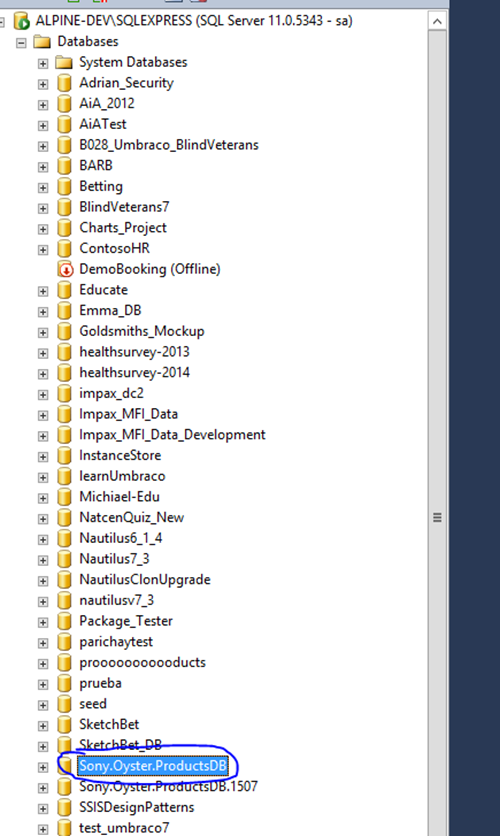 ALPINE-DEV\SQLEXPRESS (SQL Server 11.0.5343 - sa)
Databases
System Databases
Adrian_Security
AiA_2012
AiATest
B028_Umbraco_BlindVeterans
BARB
Betting
BlindVeterans7
Charts_Project
ContosoHR
DemoBooking (Offline)
Educate
Emma_DB
Goldsmiths_Mockup
healthsurvey-2013
healthsurvey-2014
impax_dc2
Impax_MFI_Data
Impax_MFI_Data_Development
InstanceStore
learnUmbraco
Michiael-Edu
NatcenQuiz_New
Nautilus6_1_4
Nautilus7_3
NautilusClonUpgrade
nautilusv7_3
Package_Tester
parichaytest
proooooooooducts
prueba
seed
SketchBet
SketchBet_DB
Sony.Oyster.ProductsDB
Sony.Oyster.ProductsDB.1507
SSISDesignPatterns
test_umbraco7